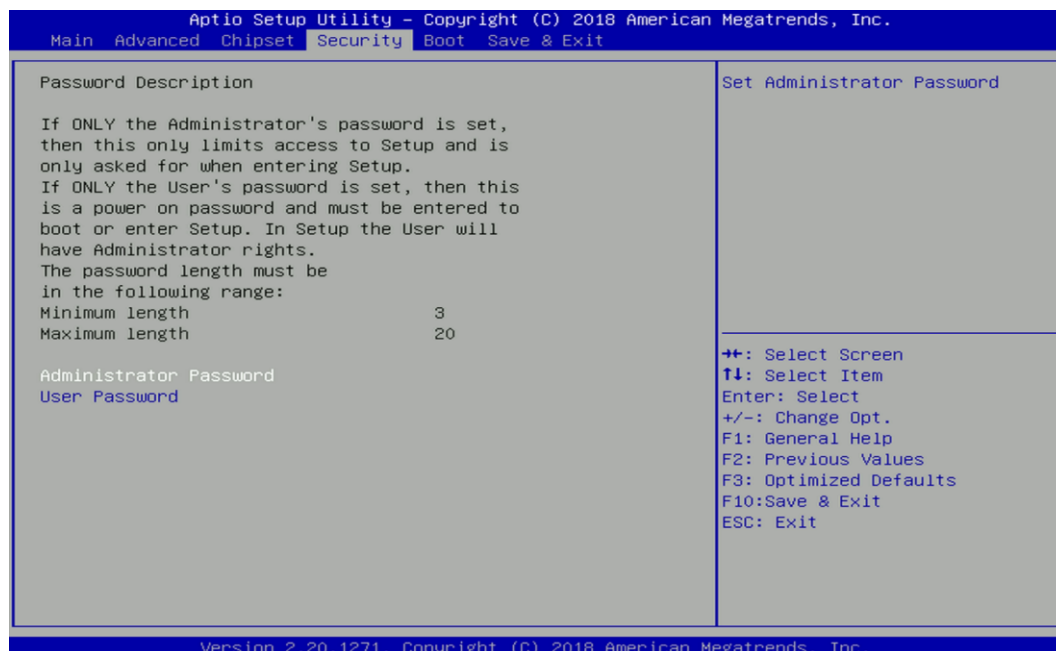 Aptio Setup Utility – Copyright (C) 2018 American Megatrends, Inc.
Main Advanced Chipset Security Boot Save & Exit
Password Description
If ONLY the Administrator's password is set,
then this only limits access to Setup and is
only asked for when entering Setup.
If ONLY the User's password is set, then this
is a power on password and must be entered to
boot or enter Setup. In Setup the User will
have Administrator rights.
The password length must be
in the following range:
Minimum length 3
Maximum length 20
Administrator Password
User Password
Set Administrator Password
→←: Select Screen
↑↓: Select Item
Enter: Select
+/-: Change Opt.
F1: General Help
F2: Previous Values
F3: Optimized Defaults
F10:Save & Exit
ESC: Exit
Version 2.20.1271. Copyright (C) 2018 American Megatrends, Inc.